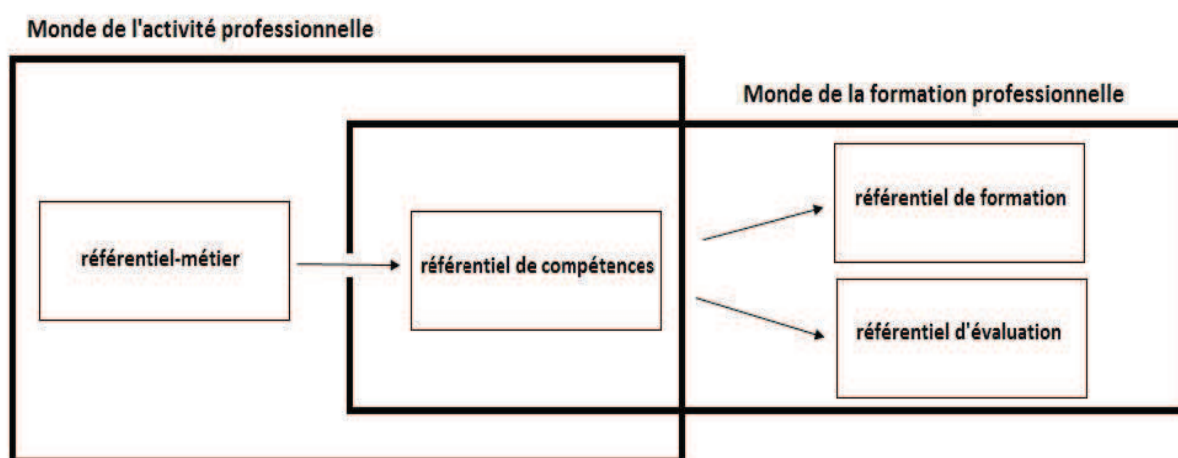 Monde de l'activité professionnelle
Monde de la formation professionnelle
référentiel-métier
référentiel de compétences
référentiel de formation
référentiel d'évaluation